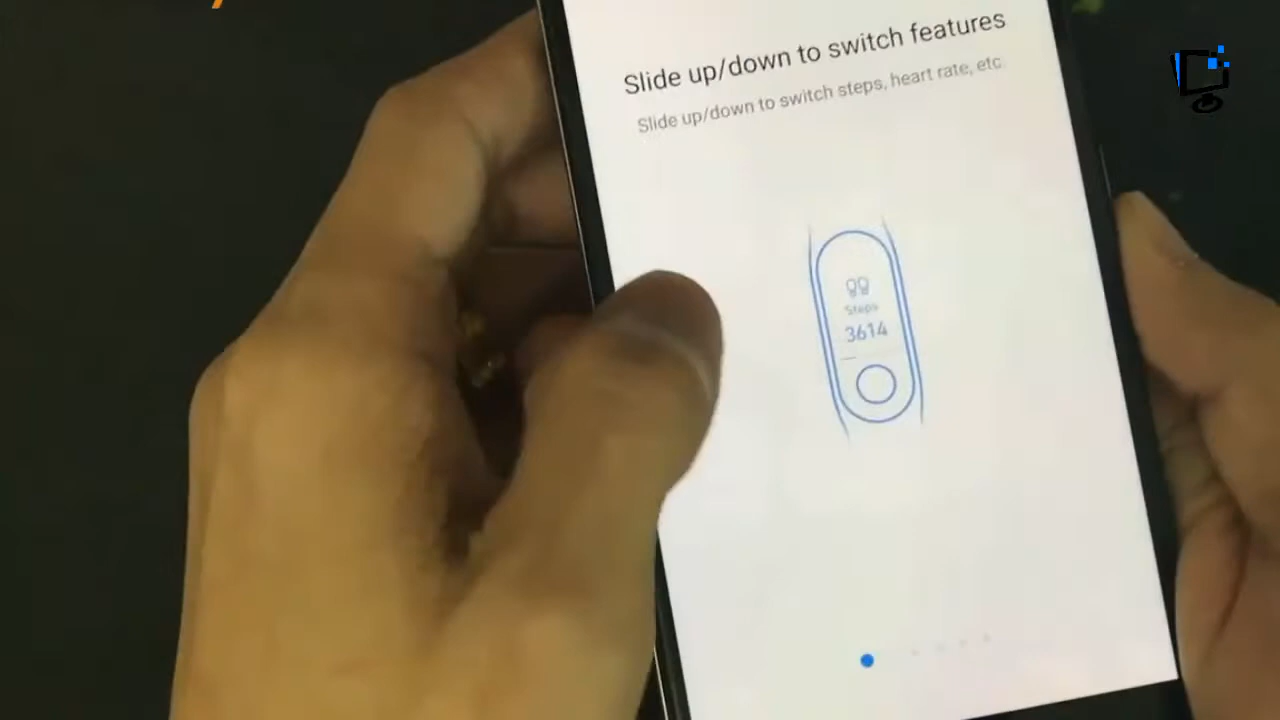 Slide up/down to switch features
Slide up/down to switch steps, heart rate, etc
Steps
3614